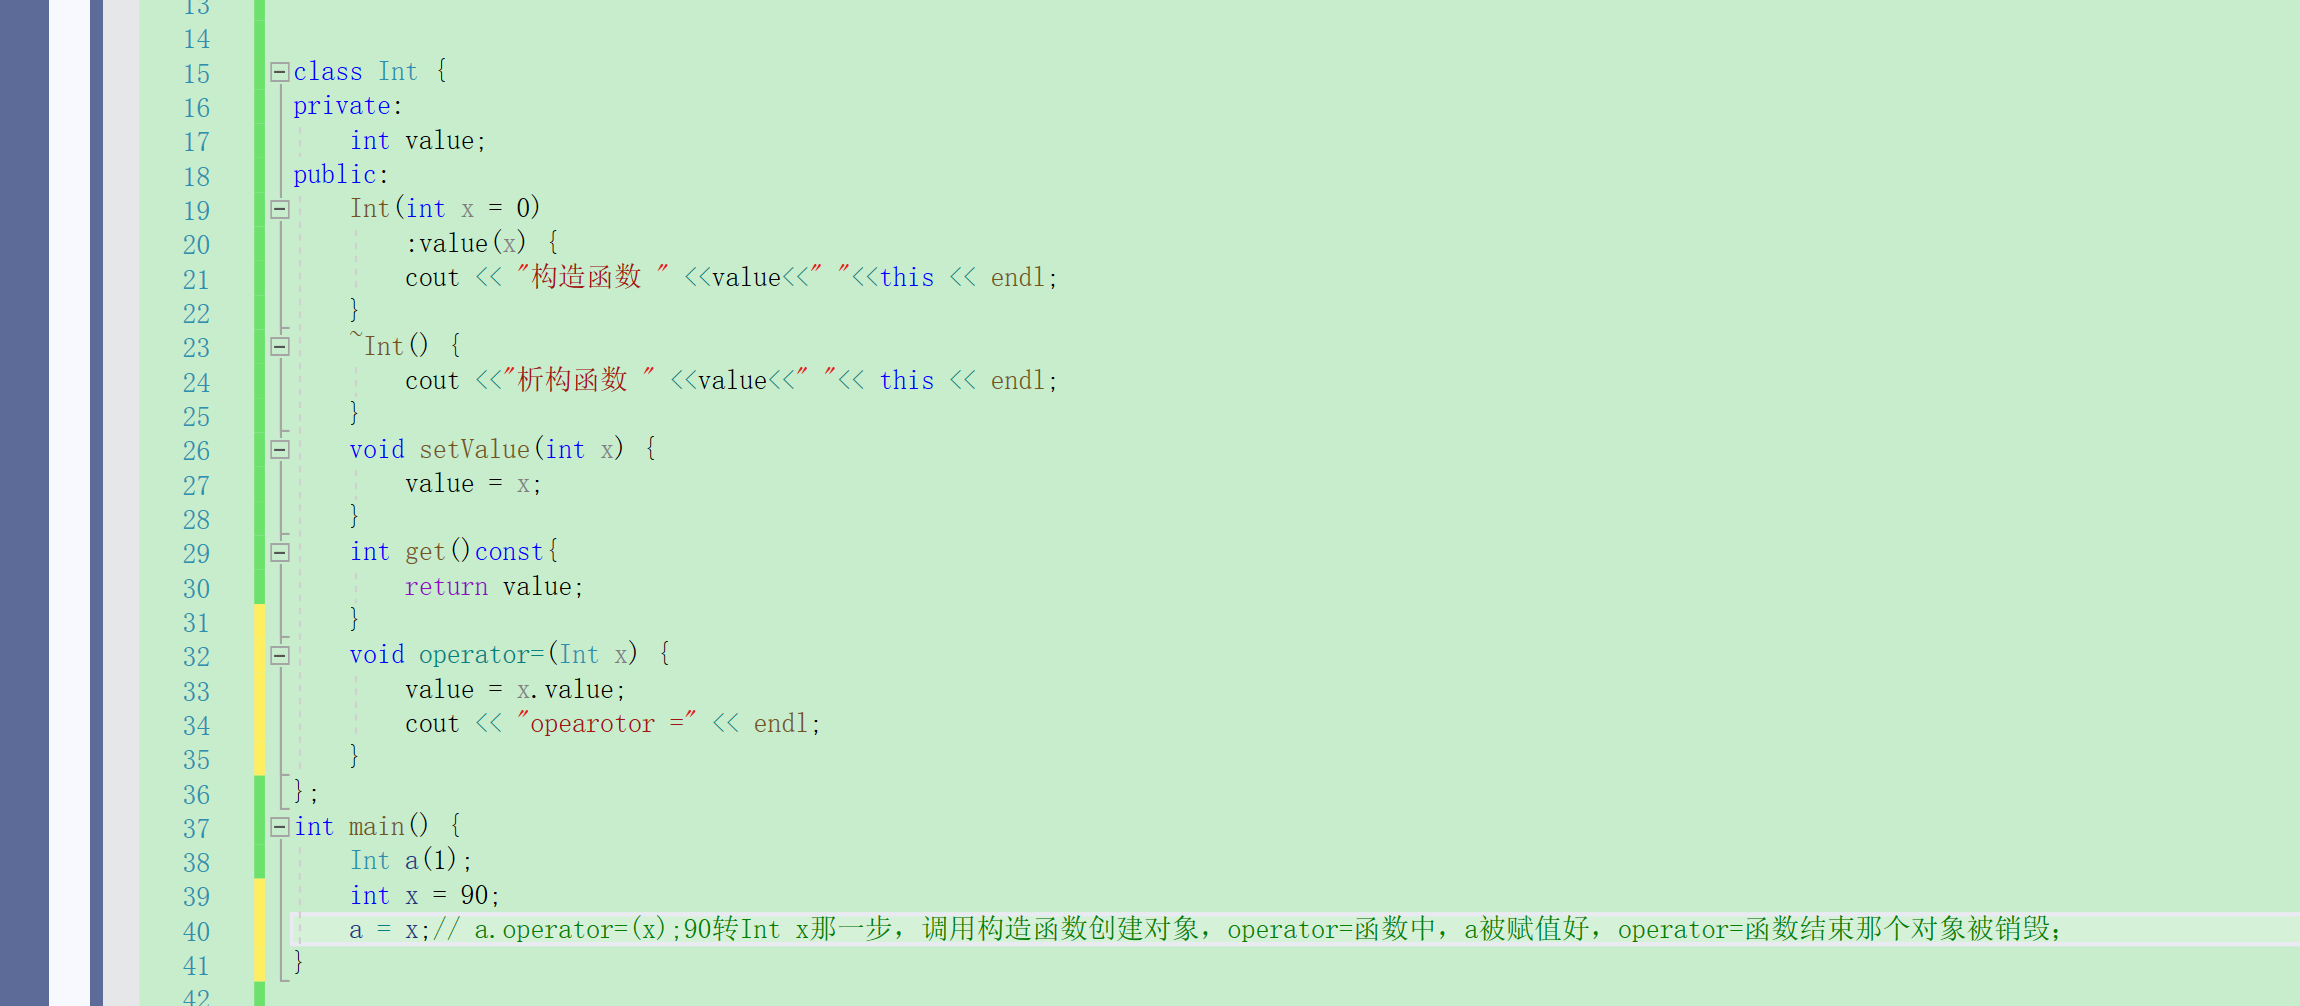 13
14
15 class Int {
16 private:
17 int value;
18 public:
19 Int(int x = 0)
20 :value(x) {
21 cout << "构造函数 " <<value<<" "<<this << endl;
22 }
23 ~Int() {
24 cout <<"析构函数 " <<value<<" "<< this << endl;
25 }
26 void setValue(int x) {
27 value = x;
28 }
29 int get()const{
30 return value;
31 }
32 void operator=(Int x) {
33 value = x.value;
34 cout << "opearotor =" << endl;
35 }
36 };
37 int main() {
38 Int a(1);
39 int x = 90;
40 a = x;// a.operator=(x);90转Int x那一步，调用构造函数创建对象，operator=函数中，a被赋值好，operator=函数结束那个对象被销毁；
41 }
42